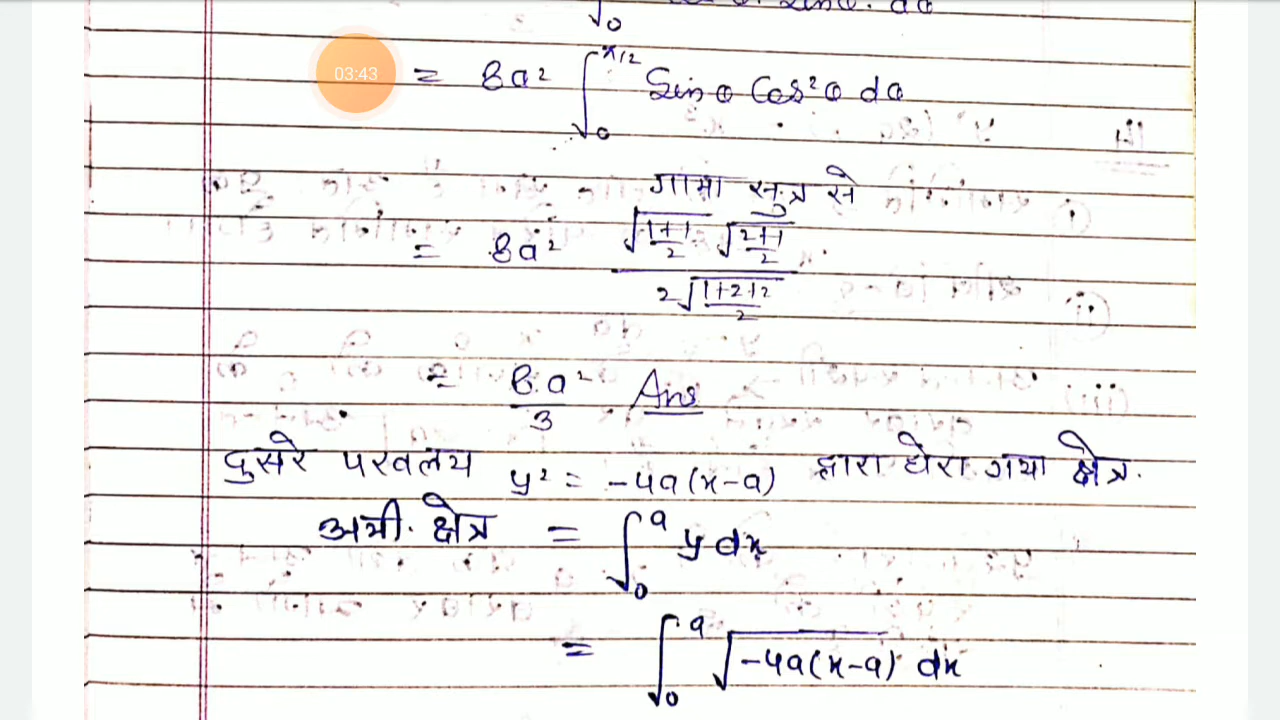 03:43
= 8a² ∫₀^π/2 Sin θ Cos²θ dθ
गामा सुत्र से
= 8a² √(1+1/2) √(2+1/2) / 2√(1+2+2/2)
= 8a²/3 Ans
दुसरे परवलय y² = -4a(x-a) द्वारा घेरा गया क्षेत्र.
अभी. क्षेत्र = ∫₀^a y dx
= ∫₀^a √-4a(x-a) dx